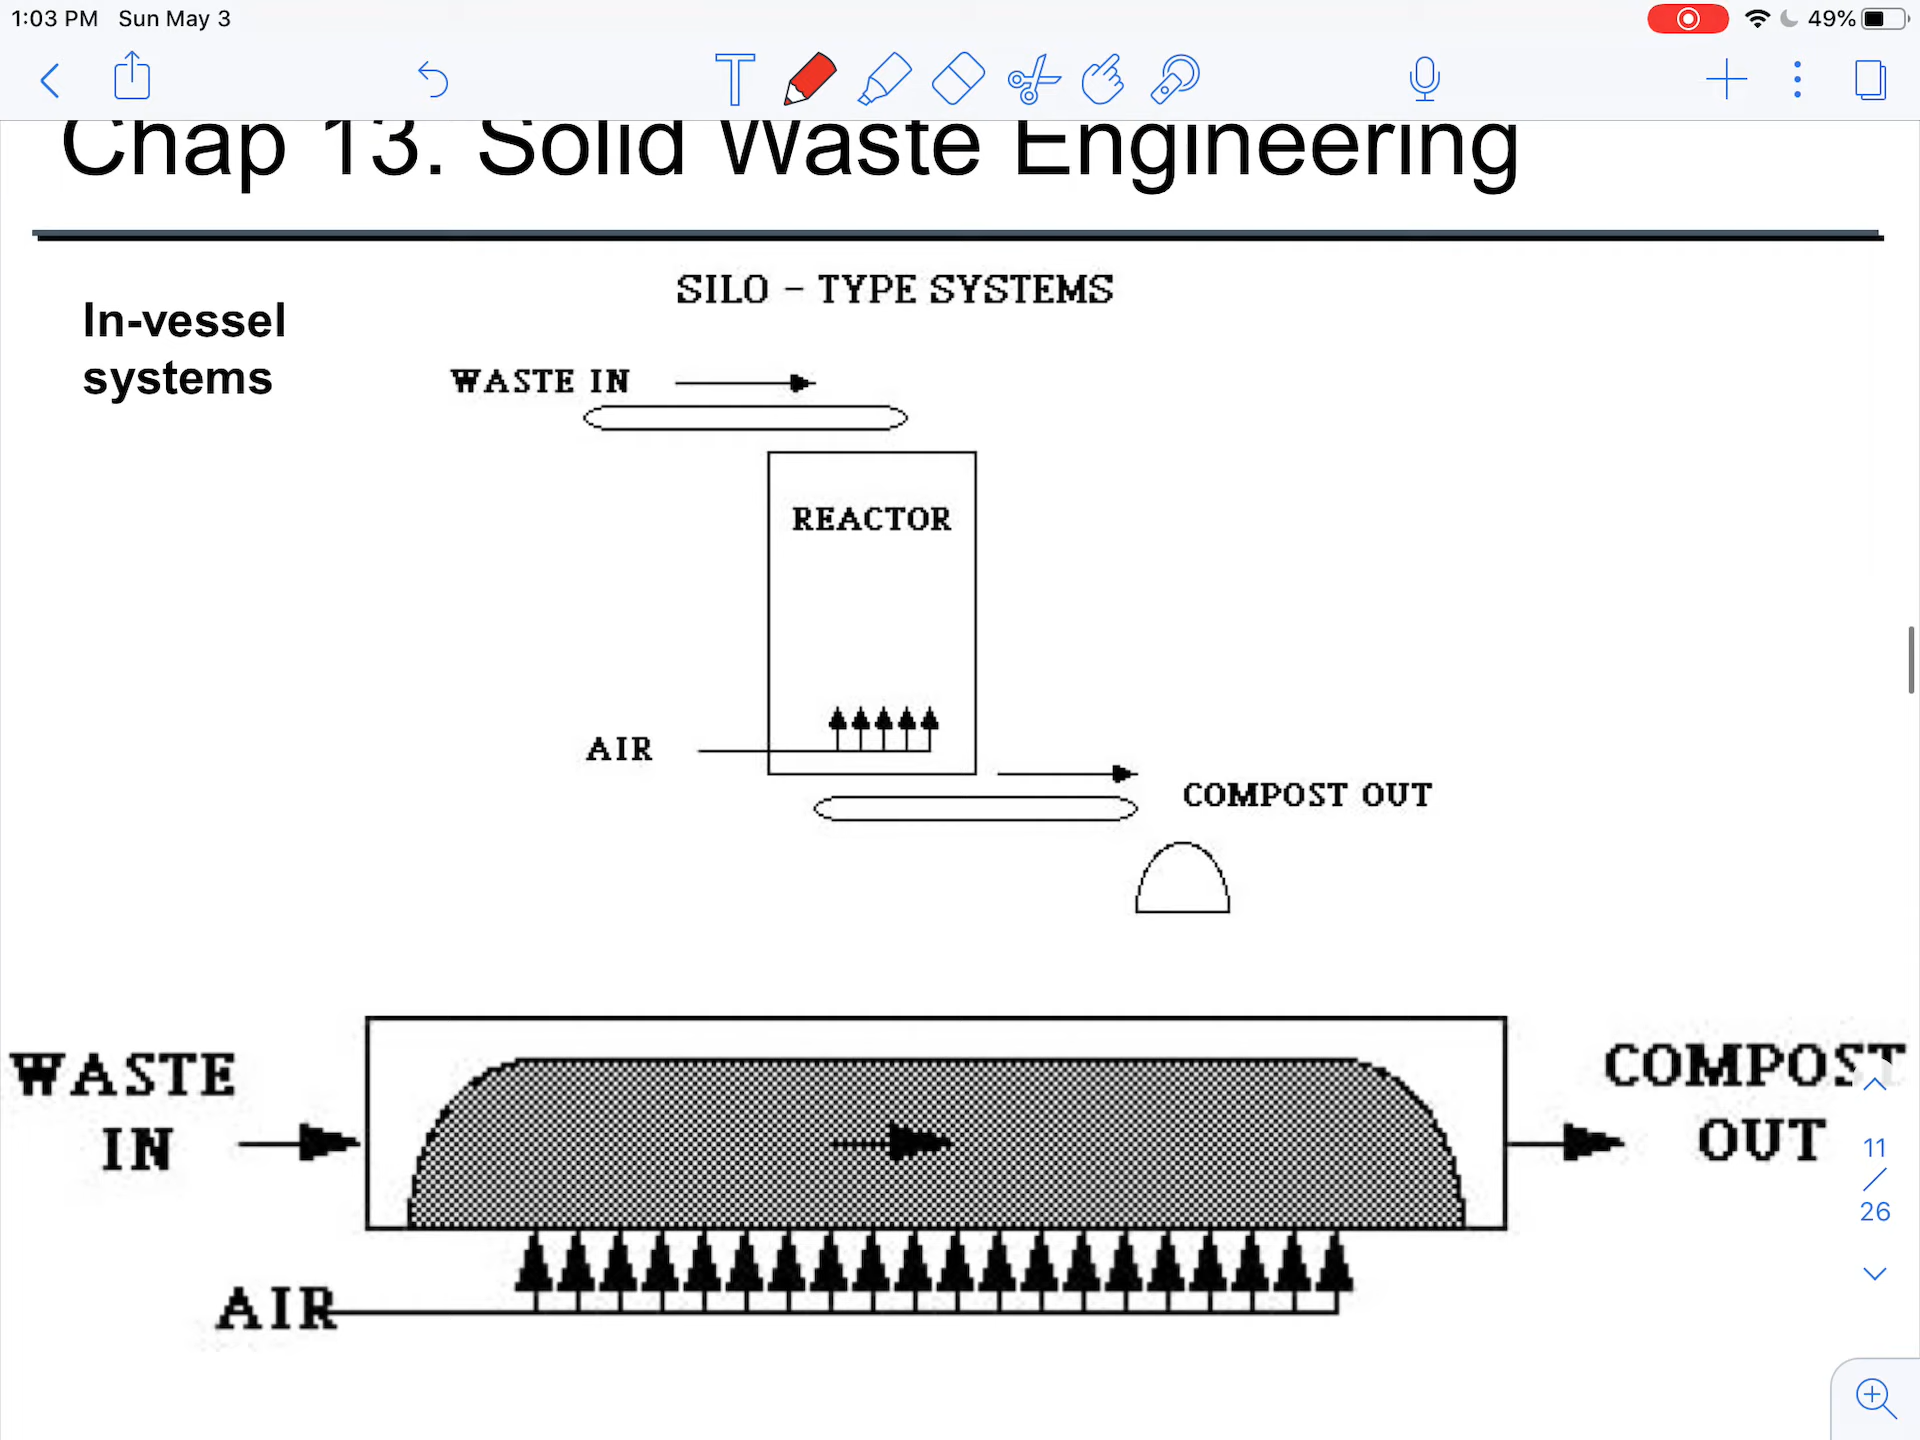 1:03 PM Sun May 3
49%
Chap 13. Solid Waste Engineering
In-vessel
systems
SILO - TYPE SYSTEMS
WASTE IN
REACTOR
AIR
COMPOST OUT
WASTE
IN
COMPOST
OUT
AIR
11
/
26